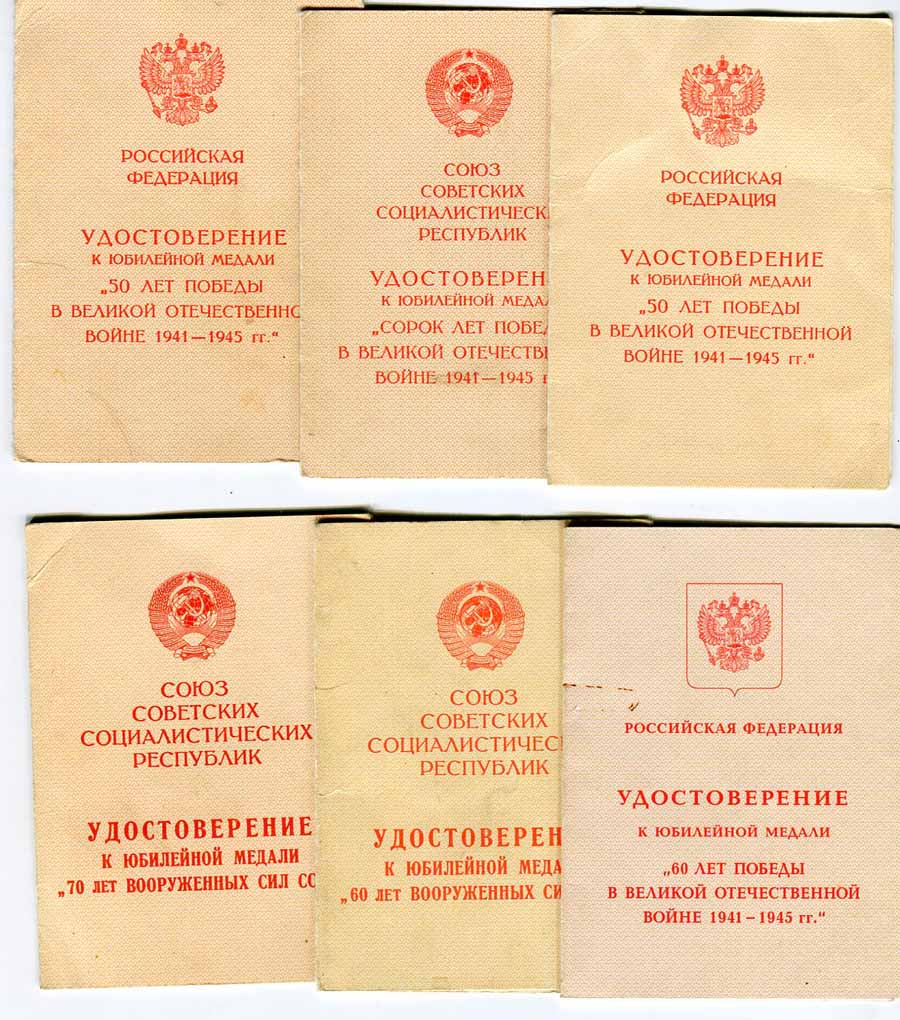 РОССИЙСКАЯ
ФЕДЕРАЦИЯ
УДОСТОВЕРЕНИЕ
К ЮБИЛЕЙНОЙ МЕДАЛИ
„50 ЛЕТ ПОБЕДЫ
В ВЕЛИКОЙ ОТЕЧЕСТВЕННО
ВОЙНЕ 1941—1945 гг.“
СОЮЗ
СОВЕТСКИХ
СОЦИАЛИСТИЧЕСК
РЕСПУБЛИК
УДОСТОВЕРЕН
К ЮБИЛЕЙНОЙ МЕДА
„СОРОК ЛЕТ ПОБЕ
В ВЕЛИКОЙ ОТЕЧЕСТВ
ВОЙНЕ 1941—1945
РОССИЙСКАЯ
ФЕДЕРАЦИЯ
УДОСТОВЕРЕНИЕ
К ЮБИЛЕЙНОЙ МЕДАЛИ
„50 ЛЕТ ПОБЕДЫ
В ВЕЛИКОЙ ОТЕЧЕСТВЕННОЙ
ВОЙНЕ 1941—1945 гг.“
СОЮЗ
СОВЕТСКИХ
СОЦИАЛИСТИЧЕСКИХ
РЕСПУБЛИК
УДОСТОВЕРЕНИЕ
К ЮБИЛЕЙНОЙ МЕДАЛИ
„70 ЛЕТ ВООРУЖЕННЫХ СИЛ СС
СОЮЗ
СОВЕТСКИХ
СОЦИАЛИСТИЧЕС
РЕСПУБЛИК
УДОСТОВЕРЕН
К ЮБИЛЕЙНОЙ МЕДА
„60 ЛЕТ ВООРУЖЕННЫХ СИ
РОССИЙСКАЯ ФЕДЕРАЦИЯ
УДОСТОВЕРЕНИЕ
К ЮБИЛЕЙНОЙ МЕДАЛИ
„60 ЛЕТ ПОБЕДЫ
В ВЕЛИКОЙ ОТЕЧЕСТВЕННОЙ
ВОЙНЕ 1941–1945 гг.“